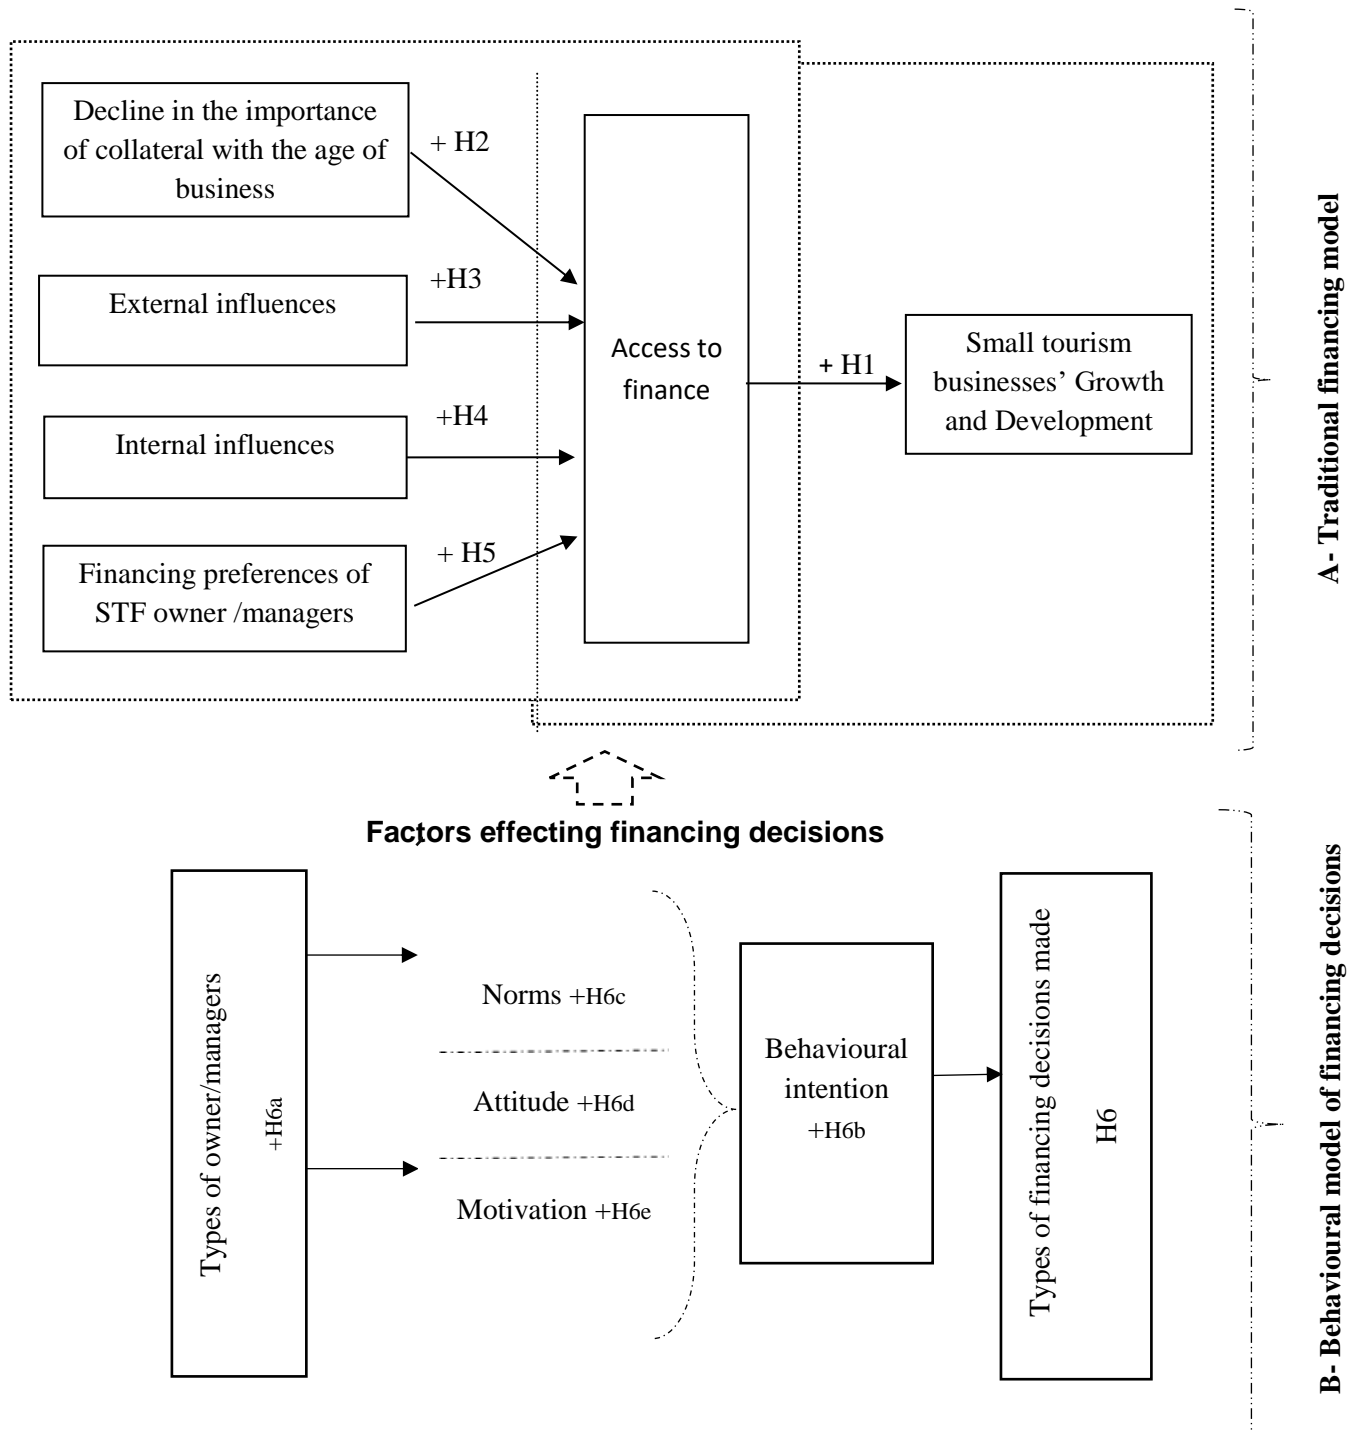 Decline in the importance
of collateral with the age of
business
+ H2
External influences
+H3
Internal influences
+H4
Financing preferences of
STF owner /managers
+ H5
Access to
finance
+ H1
Small tourism
businesses’ Growth
and Development
A- Traditional financing model
Factors effecting financing decisions
Types of owner/managers
+H6a
Norms +H6c
Attitude +H6d
Motivation +H6e
Behavioural
intention
+H6b
Types of financing decisions made
H6
B- Behavioural model of financing decisions